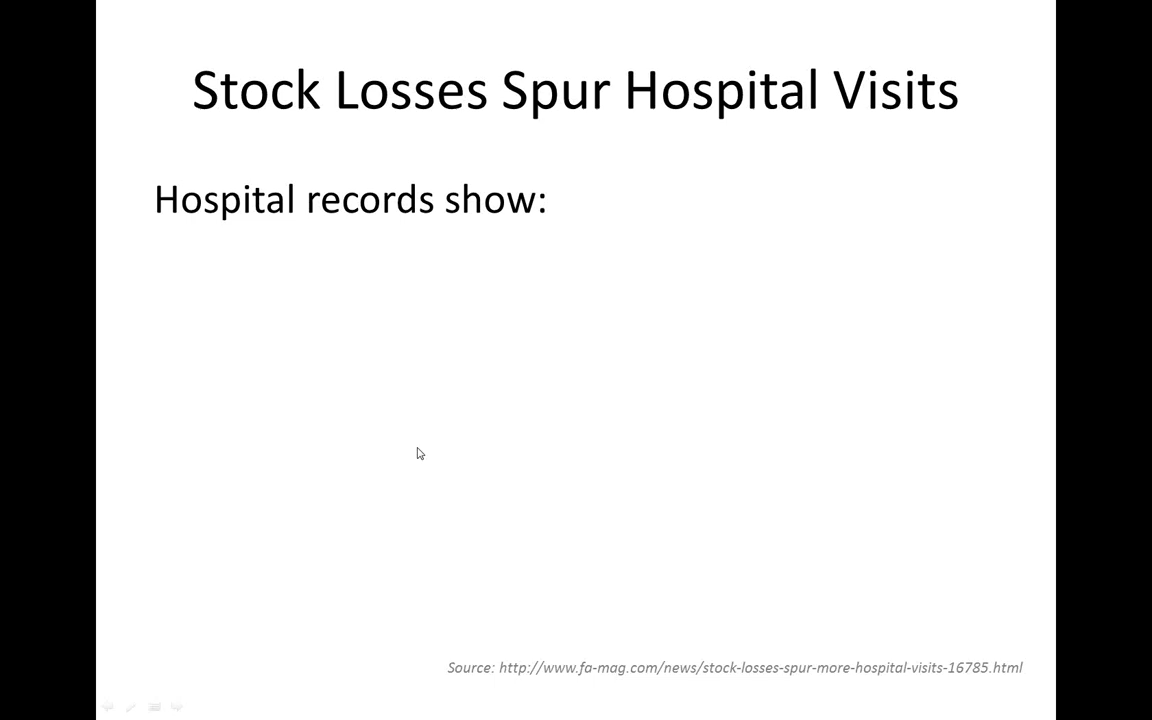 Stock Losses Spur Hospital Visits
Hospital records show:
Source: http://www.fa-mag.com/news/stock-losses-spur-more-hospital-visits-16785.html